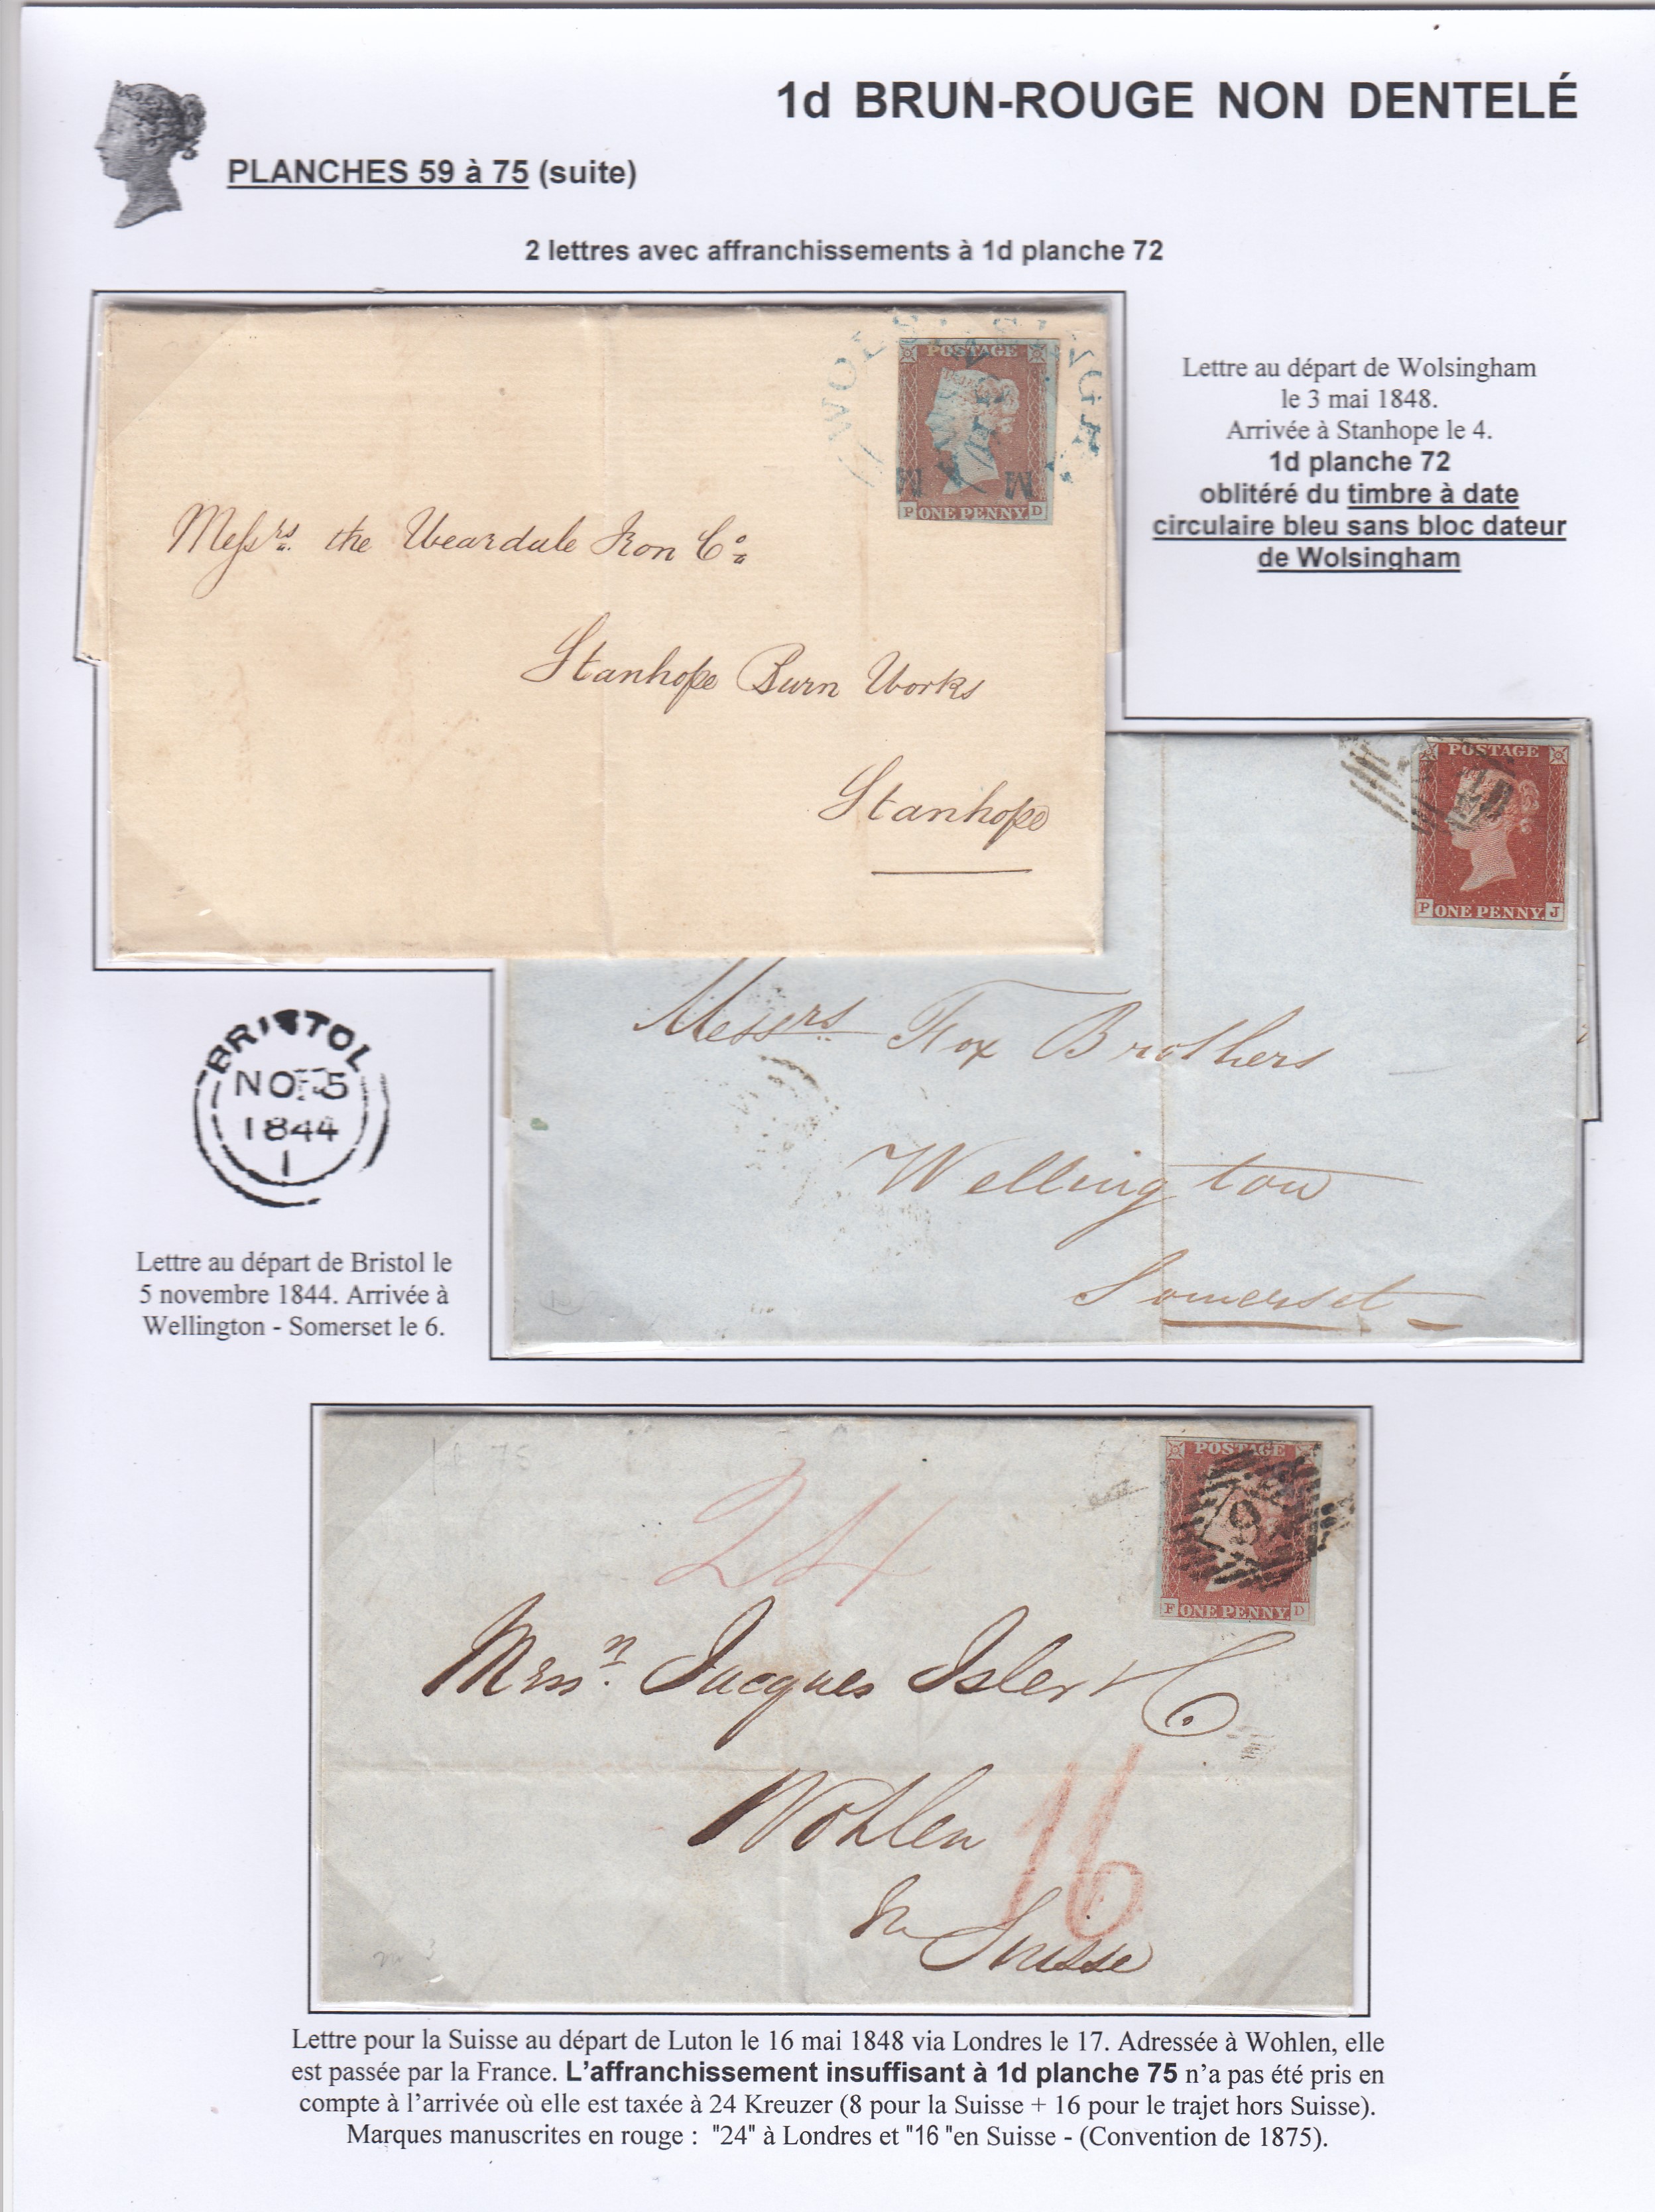 1d BRUN-ROUGE NON DENTELÉ
PLANCHES 59 à 75 (suite)
2 lettres avec affranchissements à 1d planche 72
POSTAGE
P ONE PENNY D
Messrs. the Weardale Iron Co.
Stanhope Burn Works
Stanhope
Lettre au départ de Wolsingham
le 3 mai 1848.
Arrivée à Stanhope le 4.
1d planche 72
oblitéré du timbre à date
circulaire bleu sans bloc dateur
de Wolsingham
POSTAGE
P ONE PENNY J
Messrs Fox Brothers
Wellington
Somerset
BRISTOL
NO 5
1844
1
Lettre au départ de Bristol le
5 novembre 1844. Arrivée à
Wellington - Somerset le 6.
POSTAGE
F ONE PENNY D
24
Jacques Isler & C.
Wohlen
16
Suisse
Lettre pour la Suisse au départ de Luton le 16 mai 1848 via Londres le 17. Adressée à Wohlen, elle
est passée par la France. L’affranchissement insuffisant à 1d planche 75 n’a pas été pris en
compte à l’arrivée où elle est taxée à 24 Kreuzer (8 pour la Suisse + 16 pour le trajet hors Suisse).
Marques manuscrites en rouge : "24" à Londres et "16 "en Suisse - (Convention de 1875).